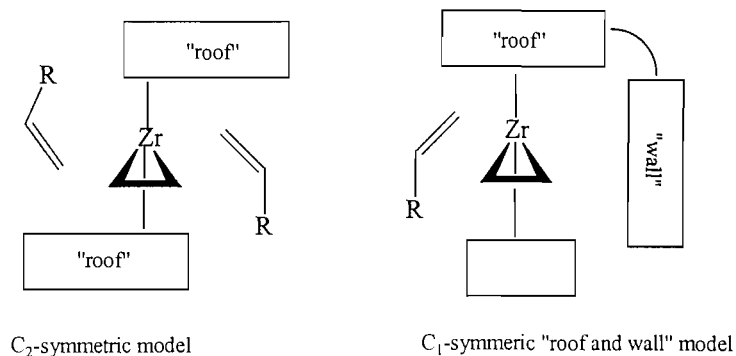 "roof"
R
Zr
R
"roof"
C₂-symmetric model
"roof"
R
Zr
"wall"
C₁-symmeric "roof and wall" model